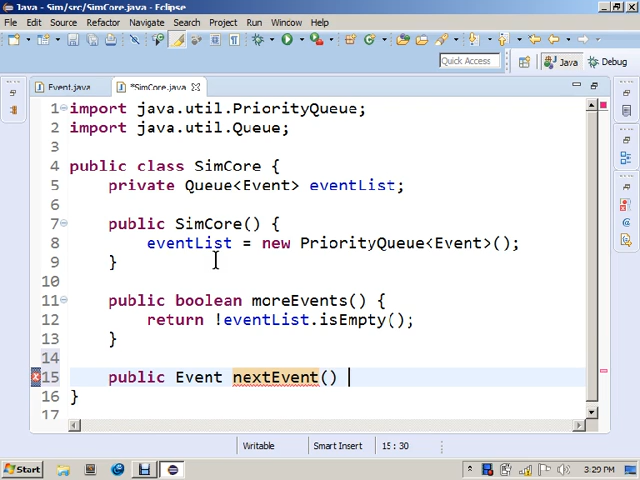 Java - Sim/src/SimCore.java - Eclipse
File Edit Source Refactor Navigate Search Project Run Window Help
Quick Access Java Debug
Event.java *SimCore.java
1 import java.util.PriorityQueue;
2 import java.util.Queue;
3
4 public class SimCore {
5 private Queue<Event> eventList;
6
7 public SimCore() {
8 eventList = new PriorityQueue<Event>();
9 }
10
11 public boolean moreEvents() {
12 return !eventList.isEmpty();
13 }
14
15 public Event nextEvent()
16 }
17
Writable Smart Insert 15 : 30
Start 3:29 PM